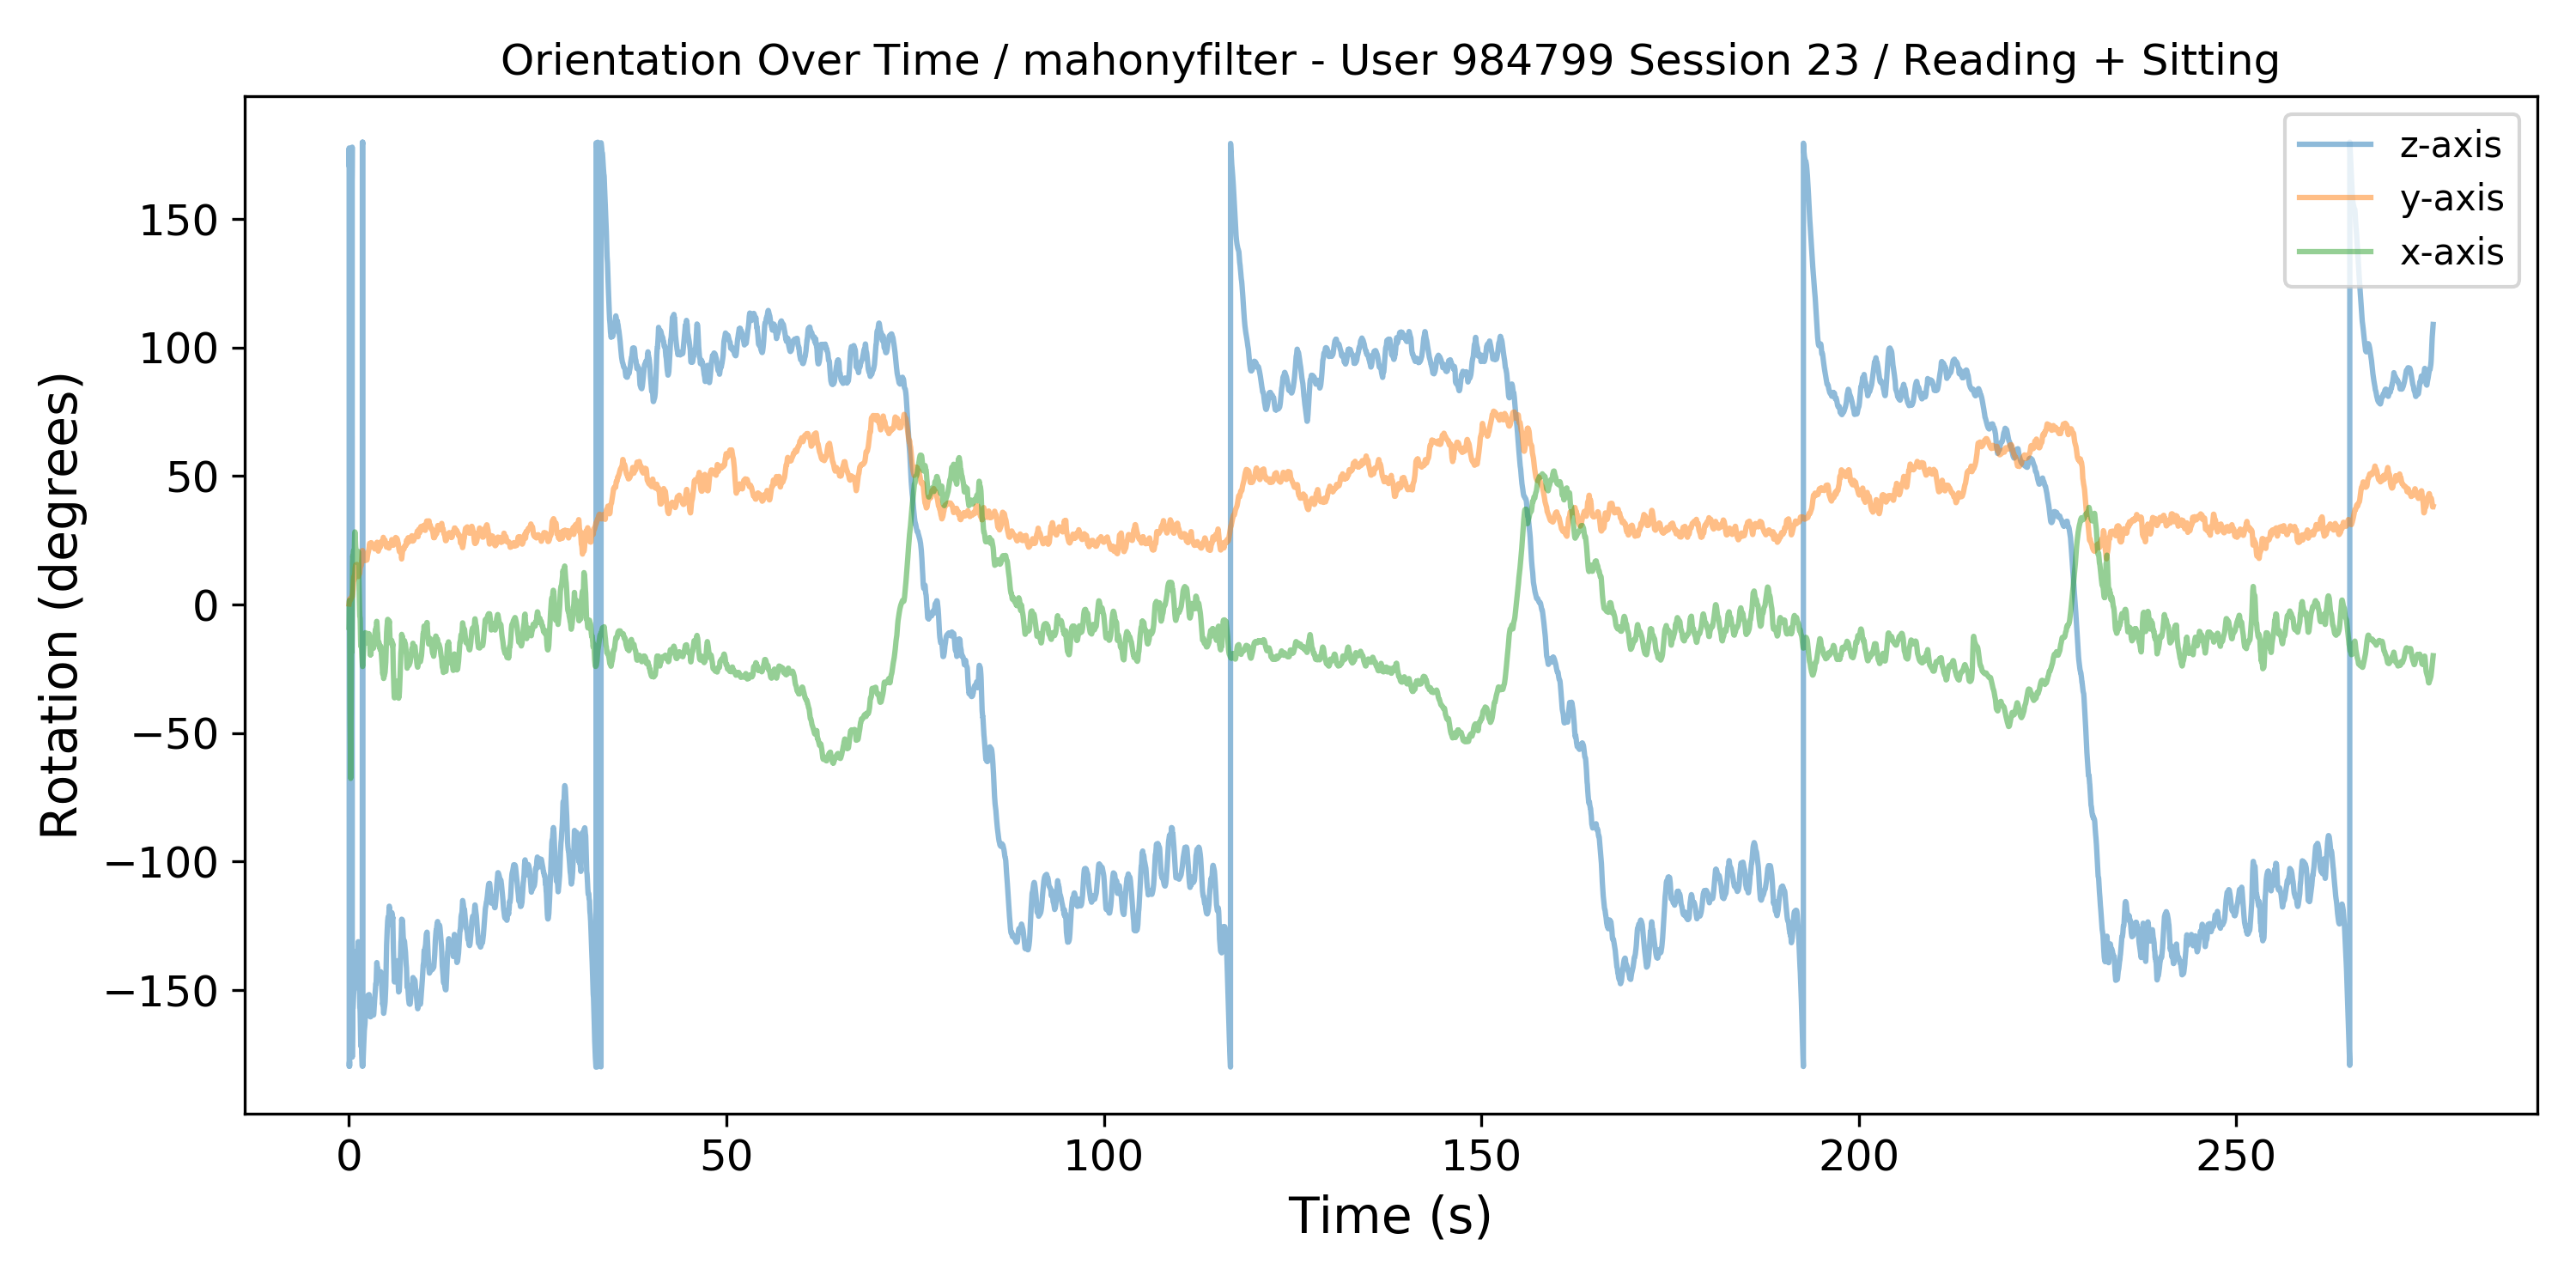 Orientation Over Time / mahonyfilter - User 984799 Session 23 / Reading + Sitting
z-axis
y-axis
x-axis
Rotation (degrees)
150
100
50
0
−50
−100
−150
0 50 100 150 200 250
Time (s)